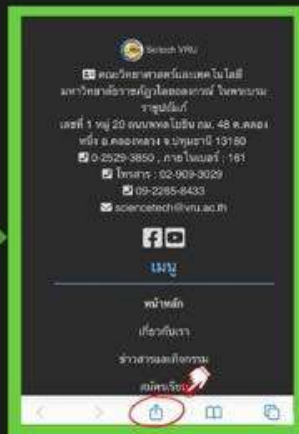 Scitech VRU
คณะวิทยาศาสตร์และเทคโนโลยี
มหาวิทยาลัยราชภัฏวไลยอลงกรณ์ ในพระบรม
ราชูปถัมภ์
เลขที่ 1 หมู่ 20 ถนนพหลโยธิน กม. 48 ต.คลอง
หนึ่ง อ.คลองหลวง จ.ปทุมธานี 13180
0-2529-3850 , ภายในเบอร์ : 161
โทรสาร : 02-909-3029
09-2265-8433
sciencetech@vru.ac.th
เมนู
หน้าหลัก
เกี่ยวกับเรา
ข่าวสารและกิจกรรม
สมัครเรียน